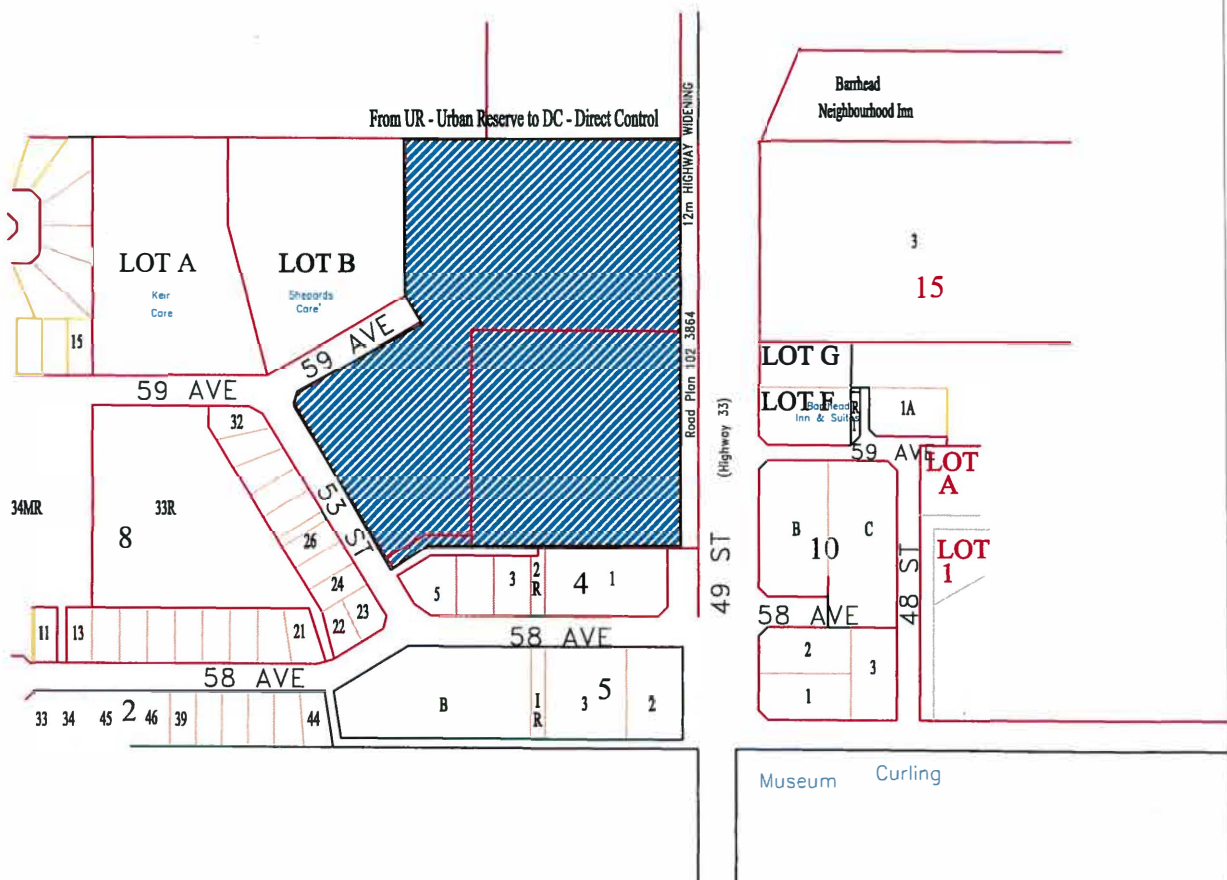 From UR - Urban Reserve to DC - Direct Control
12m HIGHWAY WIDENING
Road Plan 102 3864
(Highway 33)
49 ST
Barrhead
Neighbourhood Inn
3
15
LOT A
Keir
Care
LOT B
Shepards
Care'
15
59 AVE
59 AVE
LOT G
LOT F
Inn & Suites
R
1
1A
59 AVE
LOT
A
LOT
1
B
10
C
48 ST
58 AVE
2
1
3
32
53 ST
34MR
33R
8
26
24
23
22
21
11
13
5
3
2
R
4
1
58 AVE
58 AVE
B
1
R
3
5
2
33
34
45
2
46
39
44
Museum
Curling